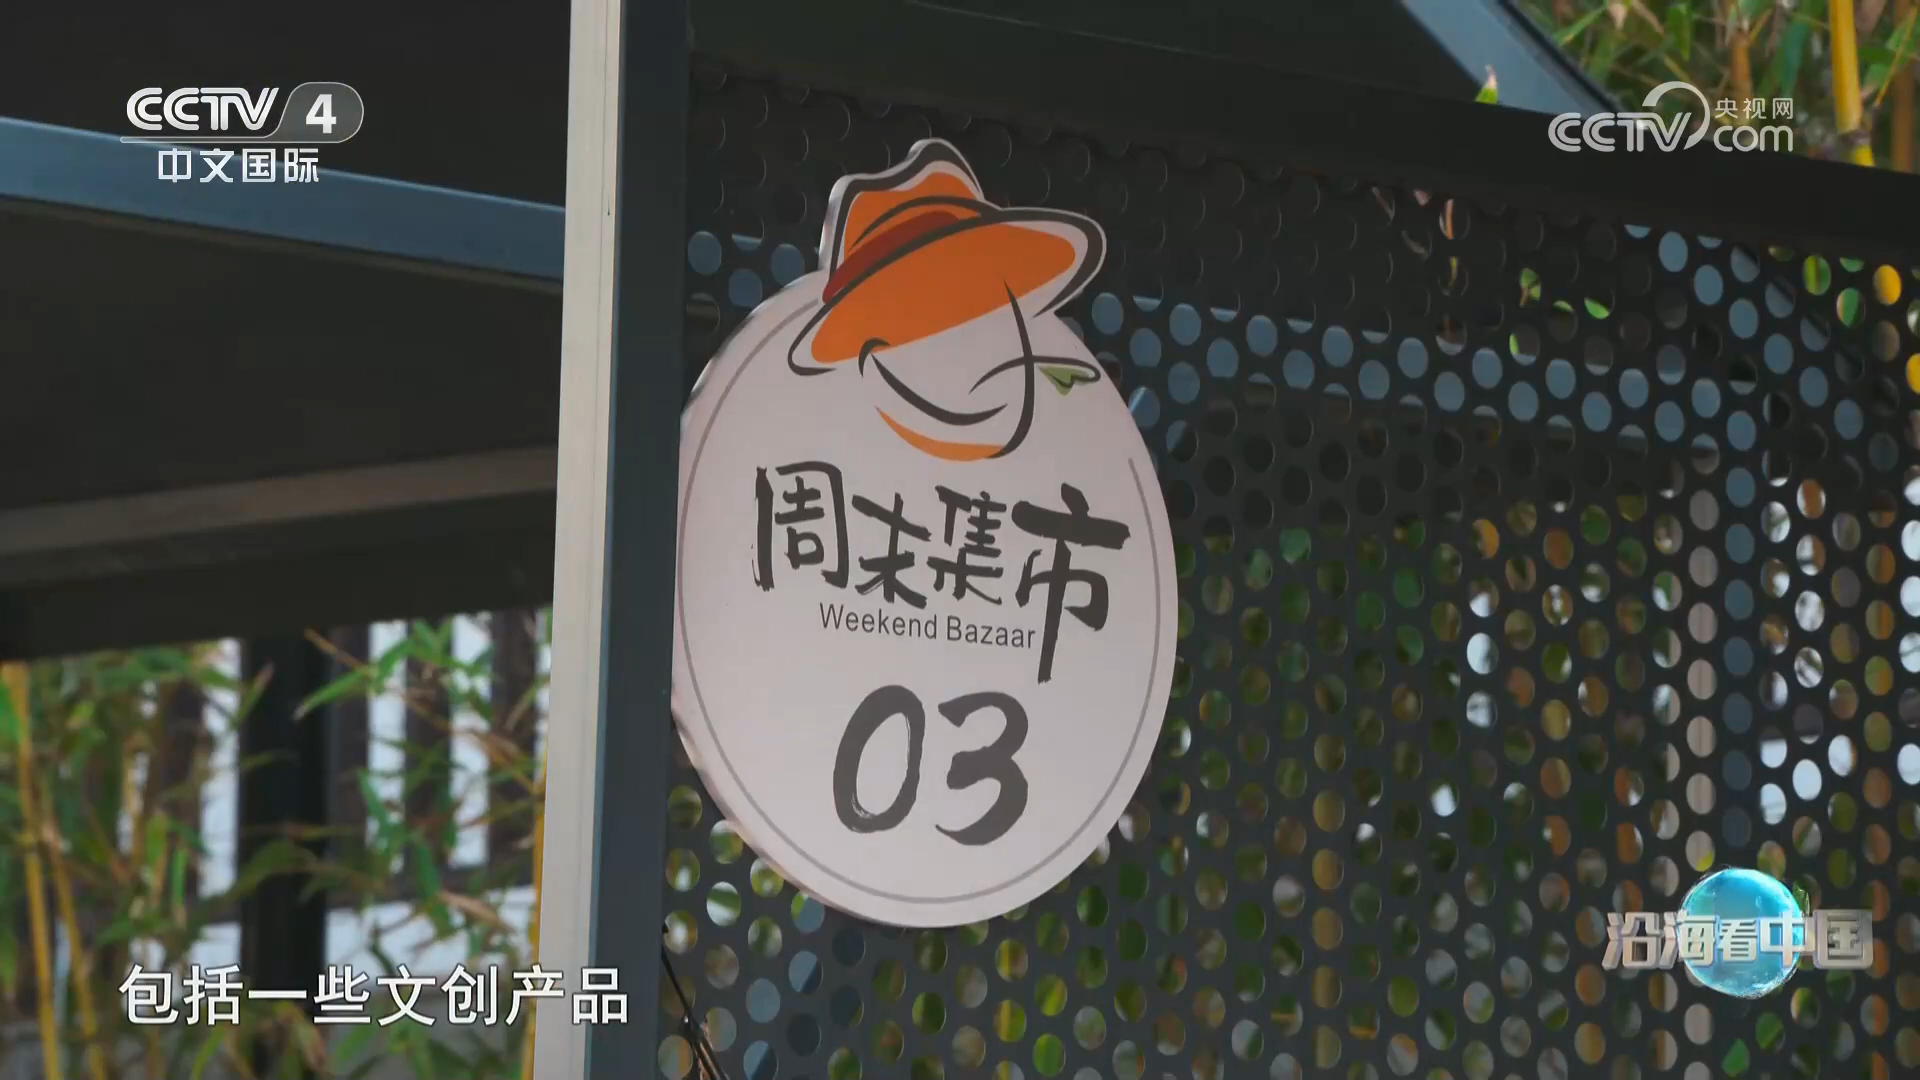 CCTV 4
中文国际
CCTV.com 央视网
周末集市
Weekend Bazaar
03
沿海看中国
包括一些文创产品